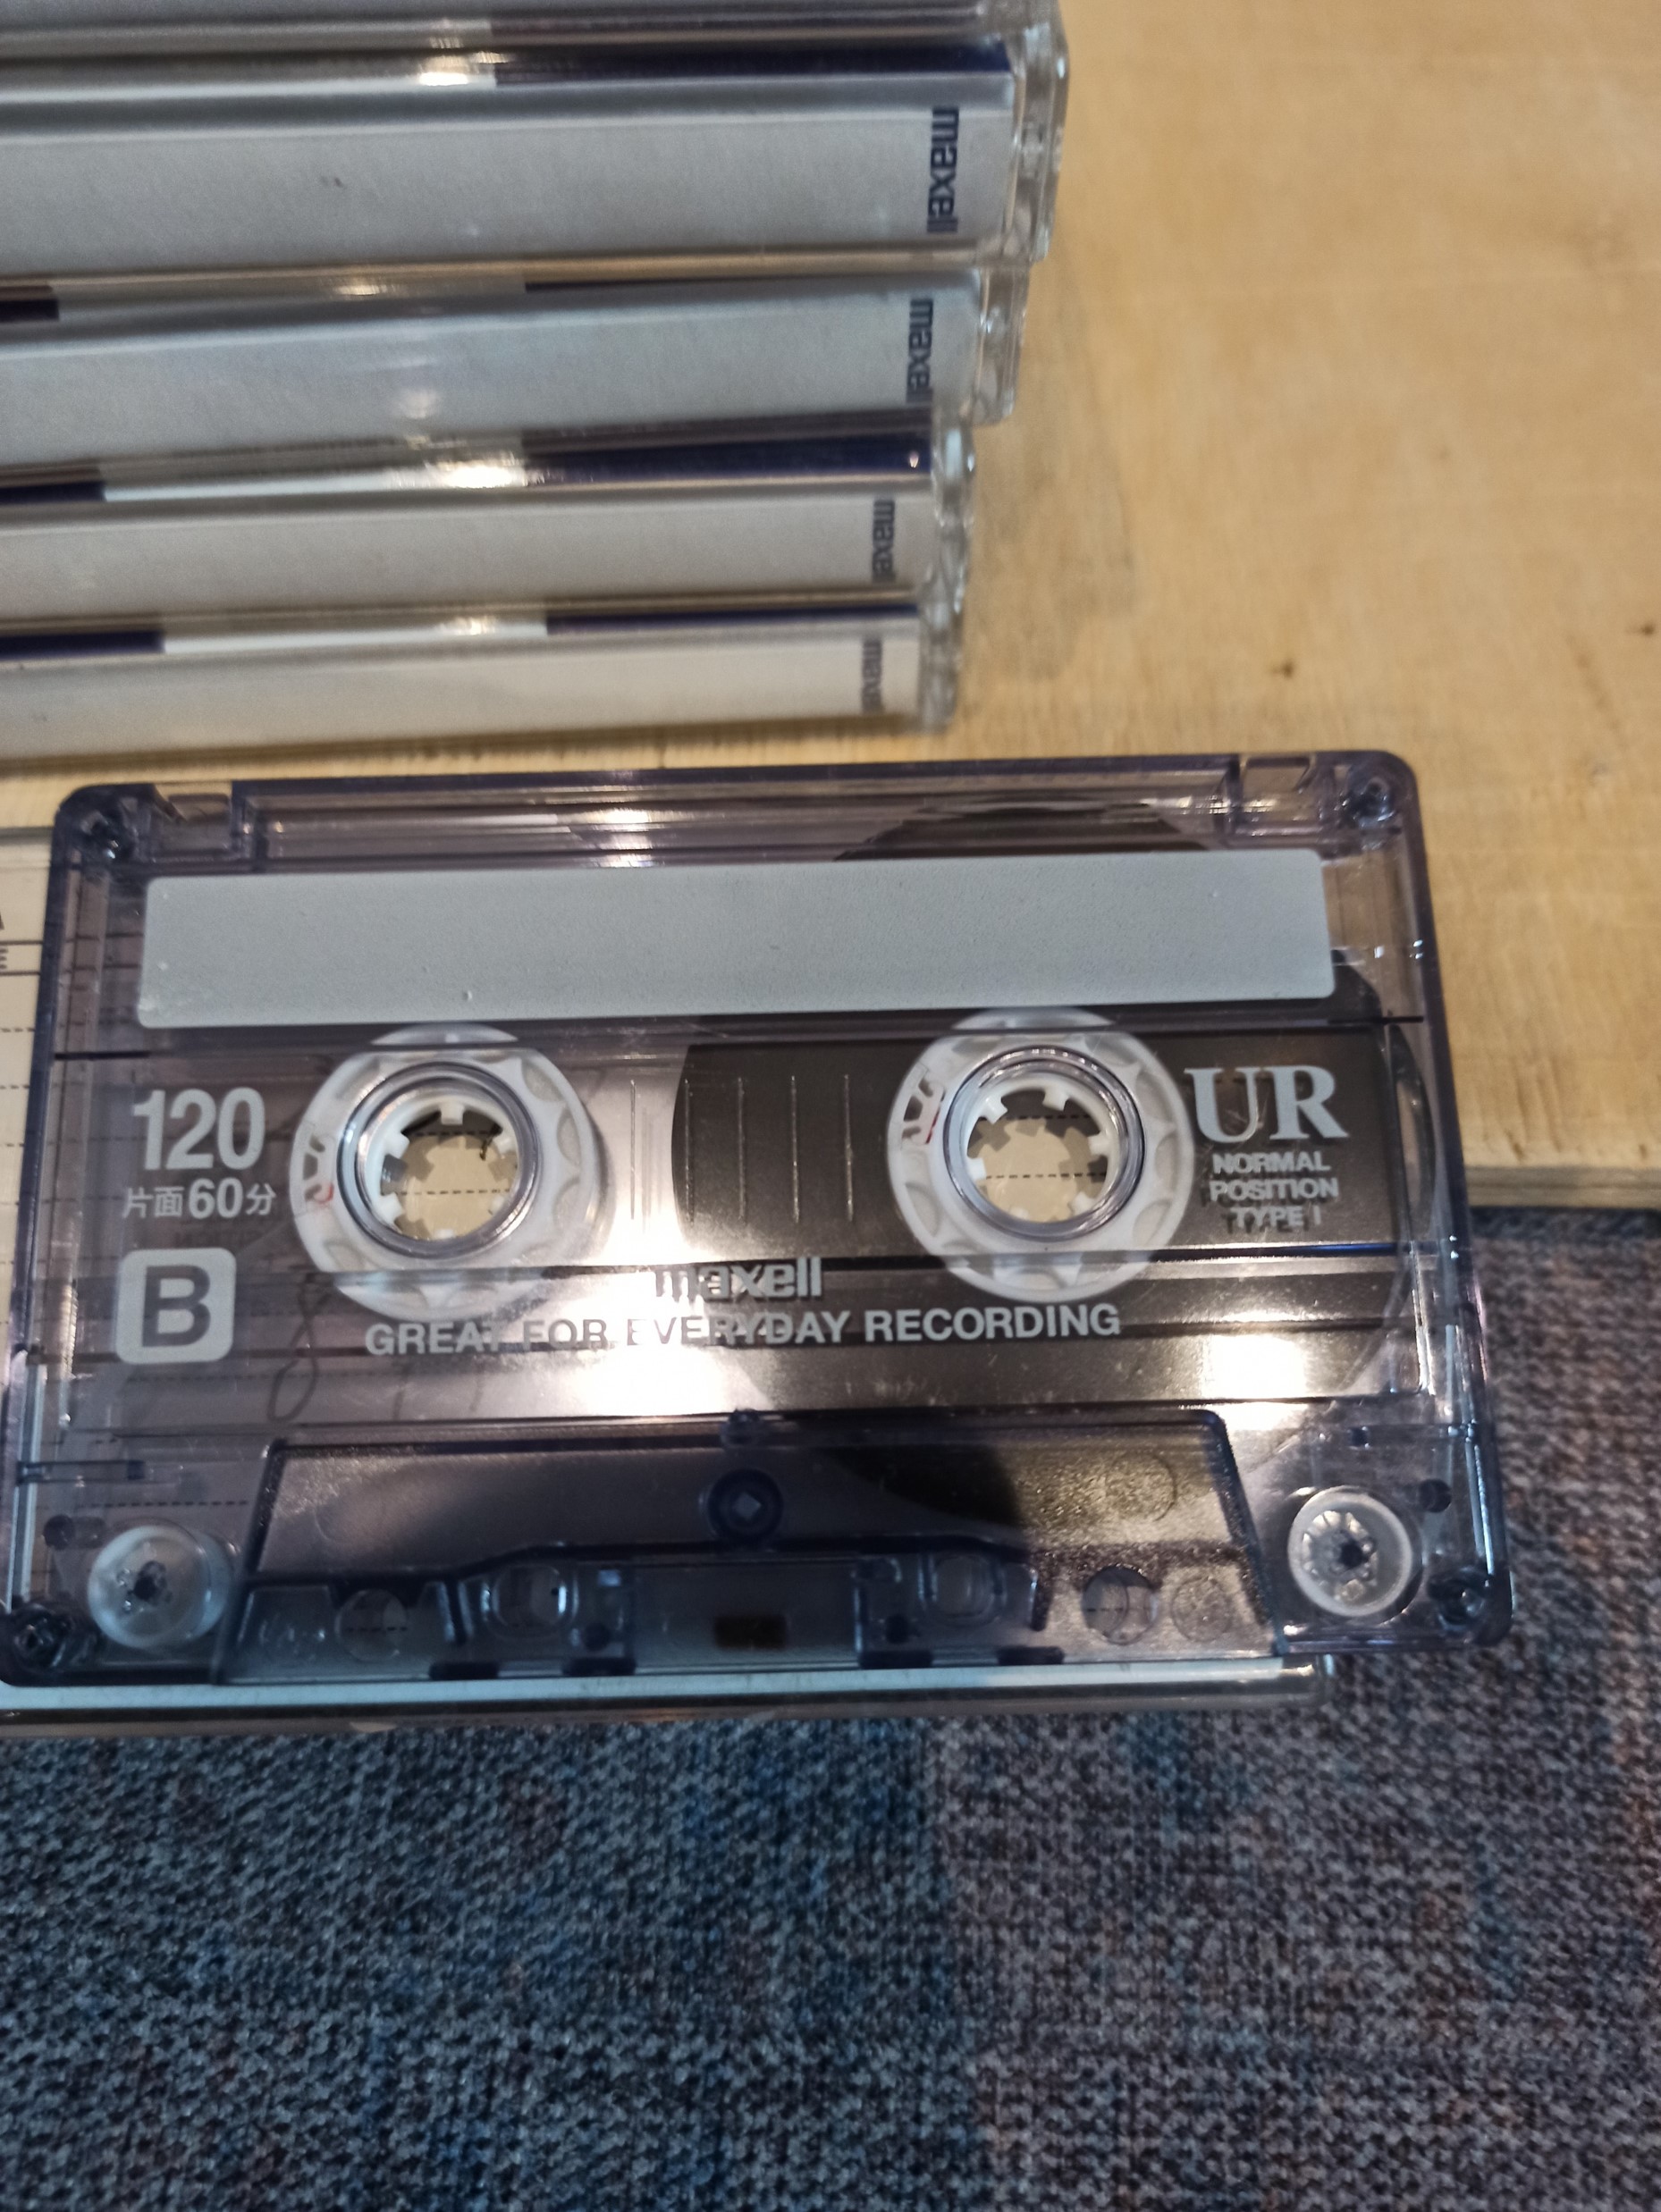 maxell
maxell
maxell
maxell
120
片面60分
B
UR
NORMAL
POSITION
TYPE I
maxell
GREAT FOR EVERYDAY RECORDING